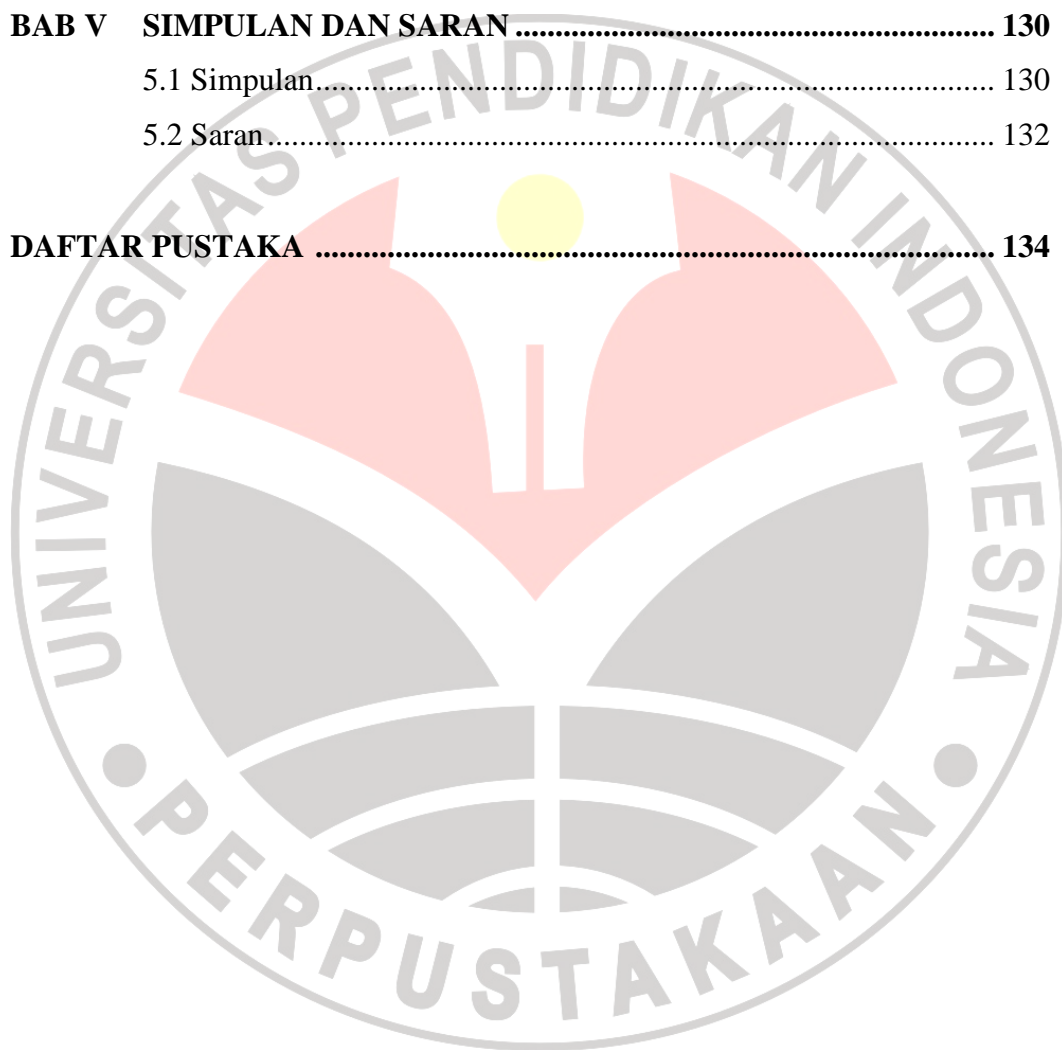 BAB V SIMPULAN DAN SARAN ............................................................. 130
5.1 Simpulan....................................................................................... 130
5.2 Saran............................................................................................. 132
DAFTAR PUSTAKA ...................................................................................... 134
UNIVERSITAS PENDIDIKAN INDONESIA
PERPUSTAKAAN